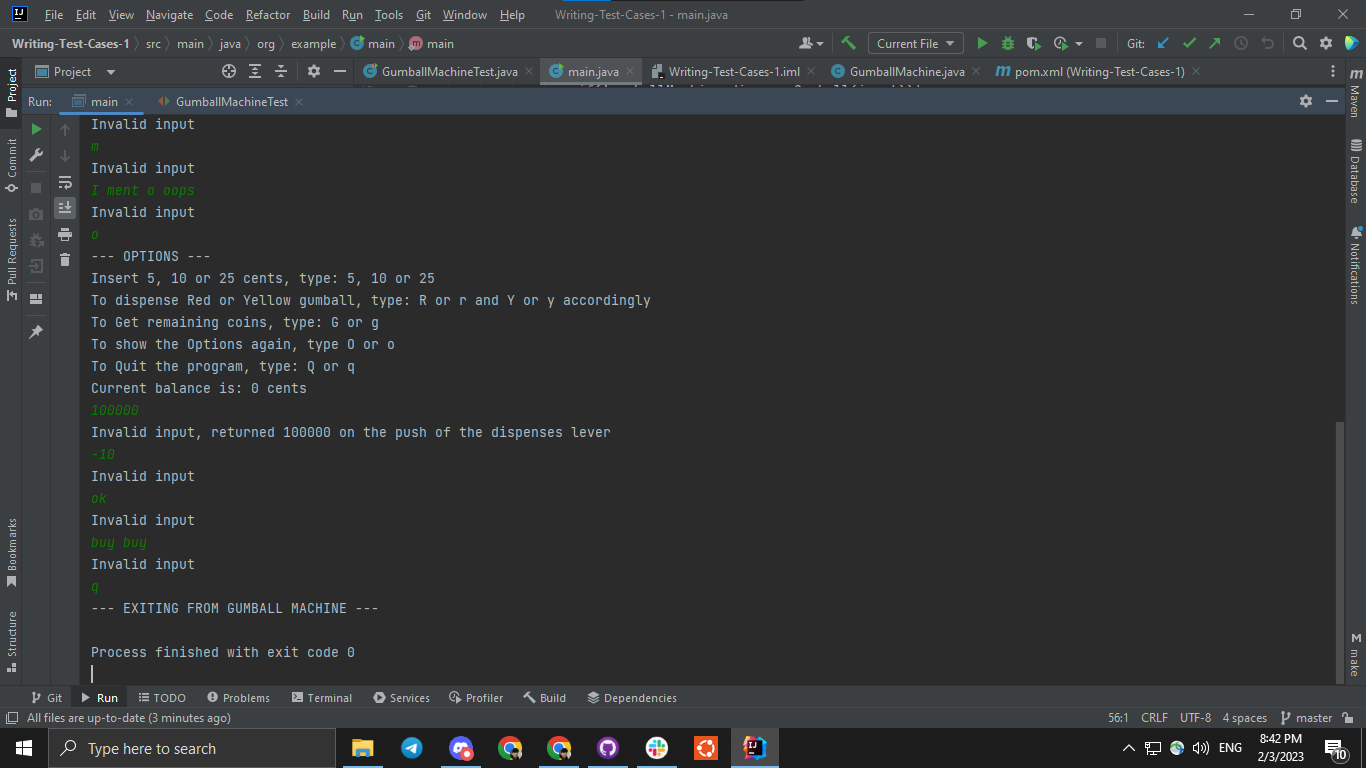 File Edit View Navigate Code Refactor Build Run Tools Git Window Help Writing-Test-Cases-1 - main.java
Writing-Test-Cases-1 src main java org example main main Current File Git:
Project GumballMachineTest.java main.java Writing-Test-Cases-1.iml GumballMachine.java pom.xml (Writing-Test-Cases-1)
Run: main GumballMachineTest
Project
Commit
Pull Requests
Bookmarks
Structure
Maven
Database
Notifications
make
Invalid input
m
Invalid input
I ment o oops
Invalid input
o
--- OPTIONS ---
Insert 5, 10 or 25 cents, type: 5, 10 or 25
To dispense Red or Yellow gumball, type: R or r and Y or y accordingly
To Get remaining coins, type: G or g
To show the Options again, type O or o
To Quit the program, type: Q or q
Current balance is: 0 cents
100000
Invalid input, returned 100000 on the push of the dispenses lever
-10
Invalid input
ok
Invalid input
buy buy
Invalid input
q
--- EXITING FROM GUMBALL MACHINE ---
Process finished with exit code 0
Git Run TODO Problems Terminal Services Profiler Build Dependencies
All files are up-to-date (3 minutes ago) 56:1 CRLF UTF-8 4 spaces master
Type here to search ENG 8:42 PM
2/3/2023 10